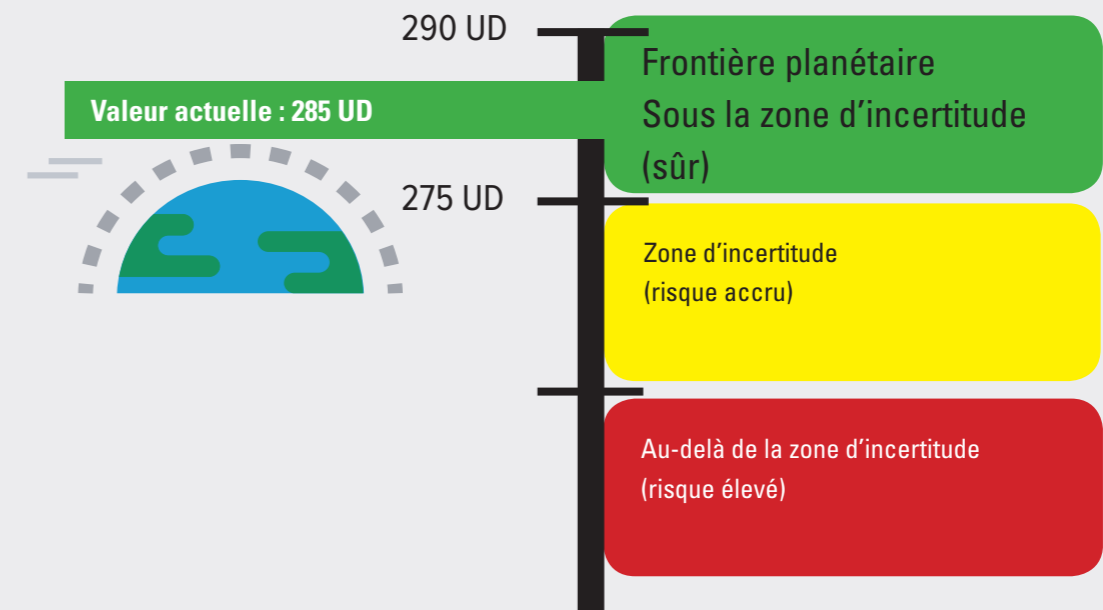 290 UD
Frontière planétaire
Sous la zone d'incertitude
(sûr)
Valeur actuelle : 285 UD
275 UD
Zone d'incertitude
(risque accru)
Au-delà de la zone d'incertitude
(risque élevé)